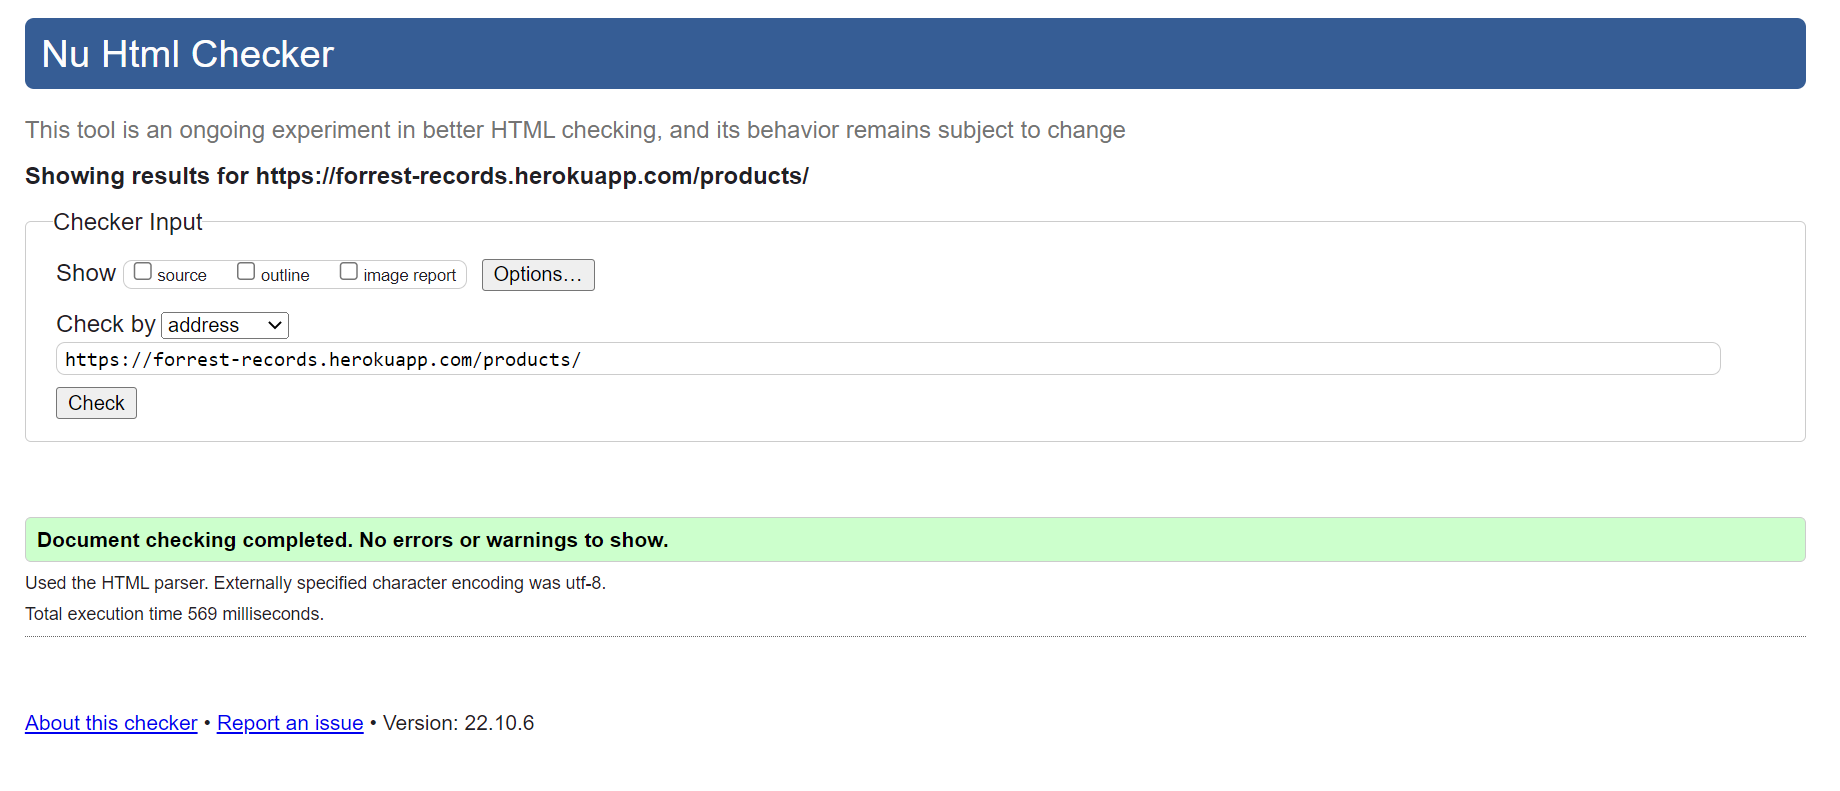 Nu Html Checker
This tool is an ongoing experiment in better HTML checking, and its behavior remains subject to change
Showing results for https://forrest-records.herokuapp.com/products/
Checker Input
Show source outline image report Options...
Check by address
https://forrest-records.herokuapp.com/products/
Check
Document checking completed. No errors or warnings to show.
Used the HTML parser. Externally specified character encoding was utf-8.
Total execution time 569 milliseconds.
About this checker • Report an issue • Version: 22.10.6